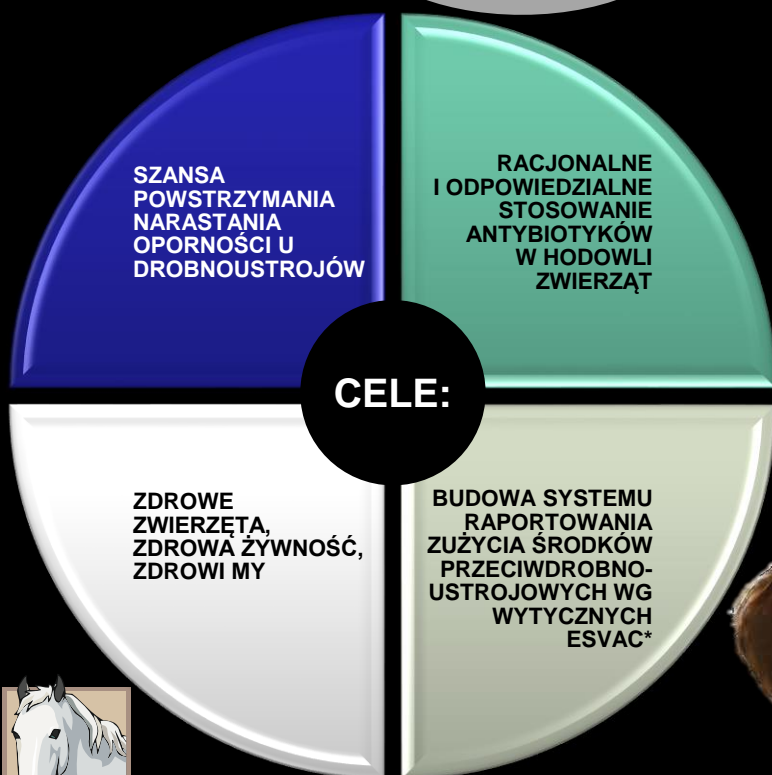 SZANSA
POWSTRZYMANIA
NARASTANIA
OPORNOŚCI U
DROBNOUSTROJÓW
RACJONALNE
I ODPOWIEDZIALNE
STOSOWANIE
ANTYBIOTYKÓW
W HODOWLI
ZWIERZĄT
CELE:
ZDROWE
ZWIERZĘTA,
ZDROWA ŻYWNOŚĆ,
ZDROWI MY
BUDOWA SYSTEMU
RAPORTOWANIA
ZUŻYCIA ŚRODKÓW
PRZECIWDROBNO-
USTROJOWYCH WG
WYTYCZNYCH
ESVAC*